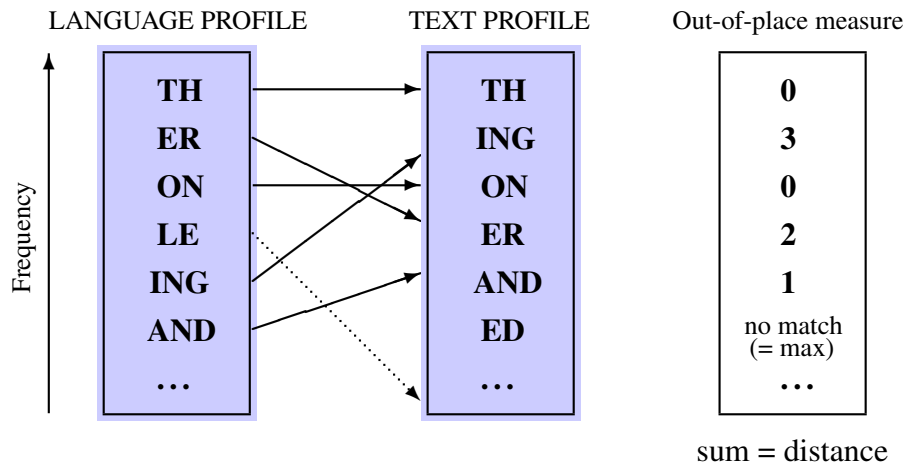 LANGUAGE PROFILE
TEXT PROFILE
Out-of-place measure
Frequency
TH
ER
ON
LE
ING
AND
...
TH
ING
ON
ER
AND
ED
...
0
3
0
2
1
no match
(= max)
...
sum = distance